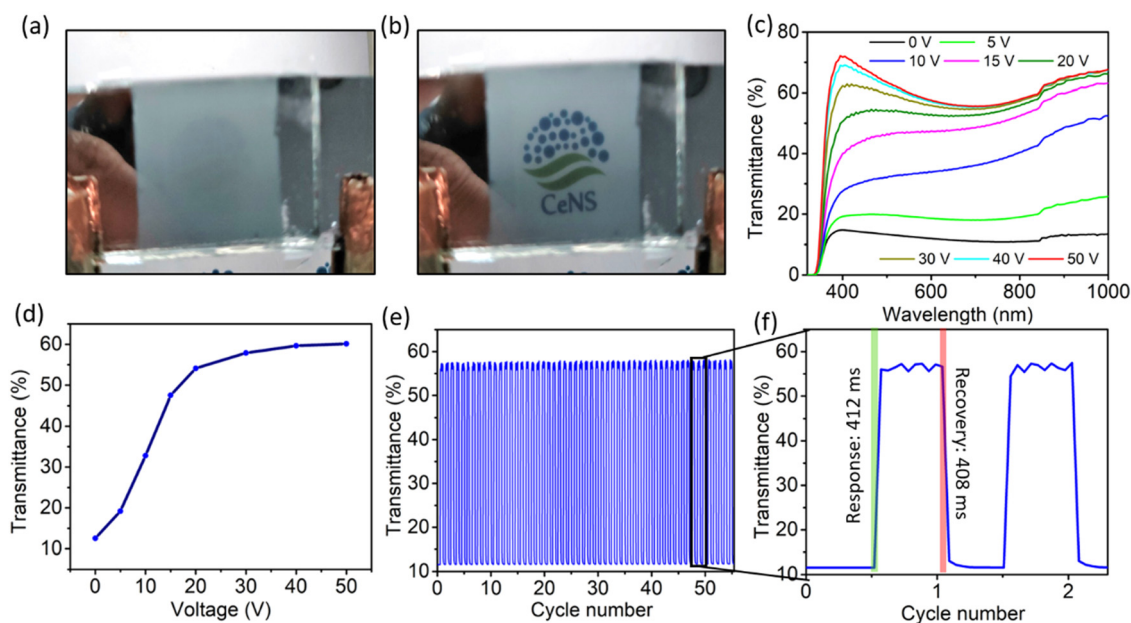 (a)
(b)
CeNS
(c)
80
60
40
20
0
Transmittance (%)
0 V 5 V
10 V 15 V 20 V
30 V 40 V 50 V
400 600 800 1000
Wavelength (nm)
(d)
60
50
40
30
20
10
Transmittance (%)
0 10 20 30 40 50
Voltage (V)
(e)
60
50
40
30
20
10
Transmittance (%)
0 10 20 30 40 50
Cycle number
(f)
60
50
40
30
20
10
Transmittance (%)
Response: 412 ms
Recovery: 408 ms
0 1 2
Cycle number